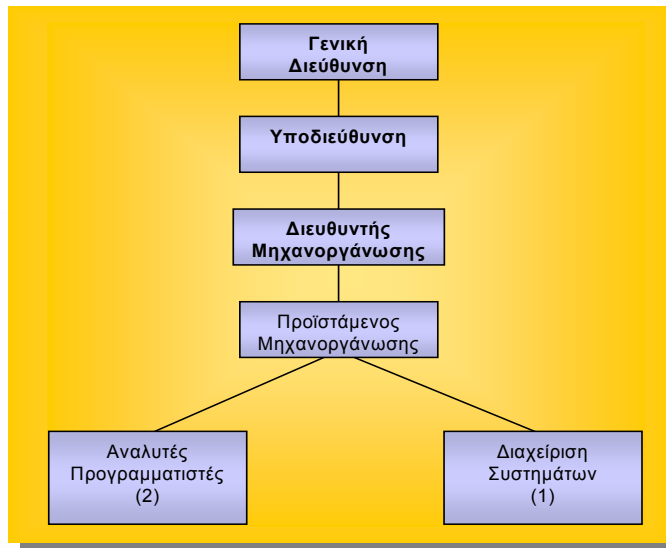 Γενική
Διεύθυνση
Υποδιεύθυνση
Διευθυντής
Μηχανοργάνωσης
Προϊστάμενος
Μηχανοργάνωσης
Αναλυτές
Προγραμματιστές
(2)
Διαχείριση
Συστημάτων
(1)